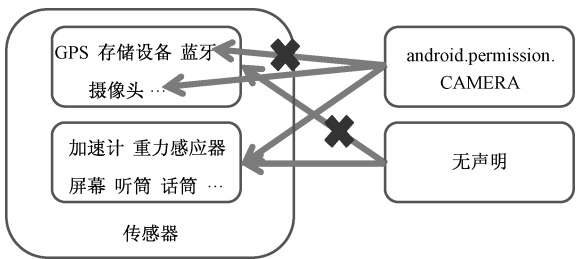 GPS 存储设备 蓝牙
摄像头 …
加速计 重力感应器
屏幕 听筒 话筒 …
传感器
android.permission.
CAMERA
无声明